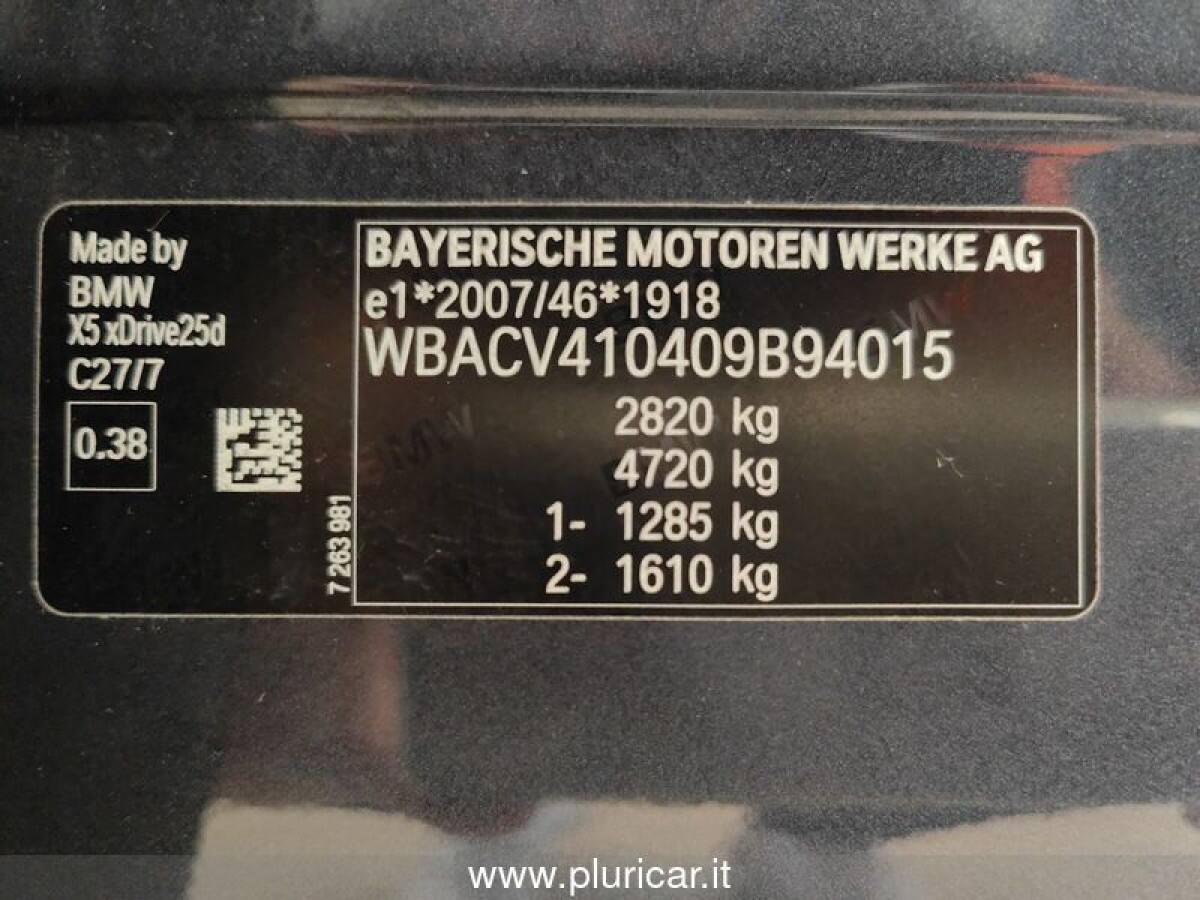 Made by
BMW
X5 xDrive25d
C27/7
0.38
7 263 981
BAYERISCHE MOTOREN WERKE AG
e1*2007/46*1918
WBACV410409B94015
2820 kg
4720 kg
1- 1285 kg
2- 1610 kg
www.pluricar.it